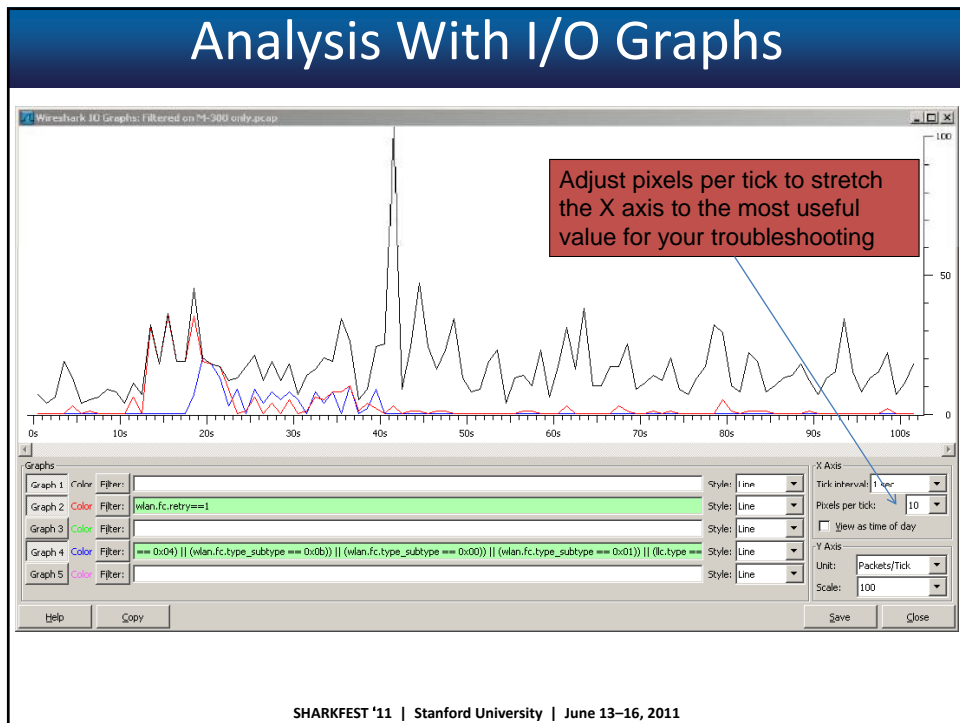 Analysis With I/O Graphs
Wireshark IO Graphs: Filtered on M-300 only.pcap
100
Adjust pixels per tick to stretch
the X axis to the most useful
value for your troubleshooting
50
0
0s 10s 20s 30s 40s 50s 60s 70s 80s 90s 100s
Graphs
Graph 1 Color Filter: Style: Line
Graph 2 Color Filter: wlan.fc.retry==1 Style: Line
Graph 3 Color Filter: Style: Line
Graph 4 Color Filter: == 0x04) || (wlan.fc.type_subtype == 0x0b)) || (wlan.fc.type_subtype == 0x00)) || (wlan.fc.type_subtype == 0x01)) || (llc.type == Style: Line
Graph 5 Color Filter: Style: Line
X Axis
Tick interval: 1 sec
Pixels per tick: 10
View as time of day
Y Axis
Unit: Packets/Tick
Scale: 100
Help Copy Save Close
SHARKFEST ‘11 | Stanford University | June 13–16, 2011